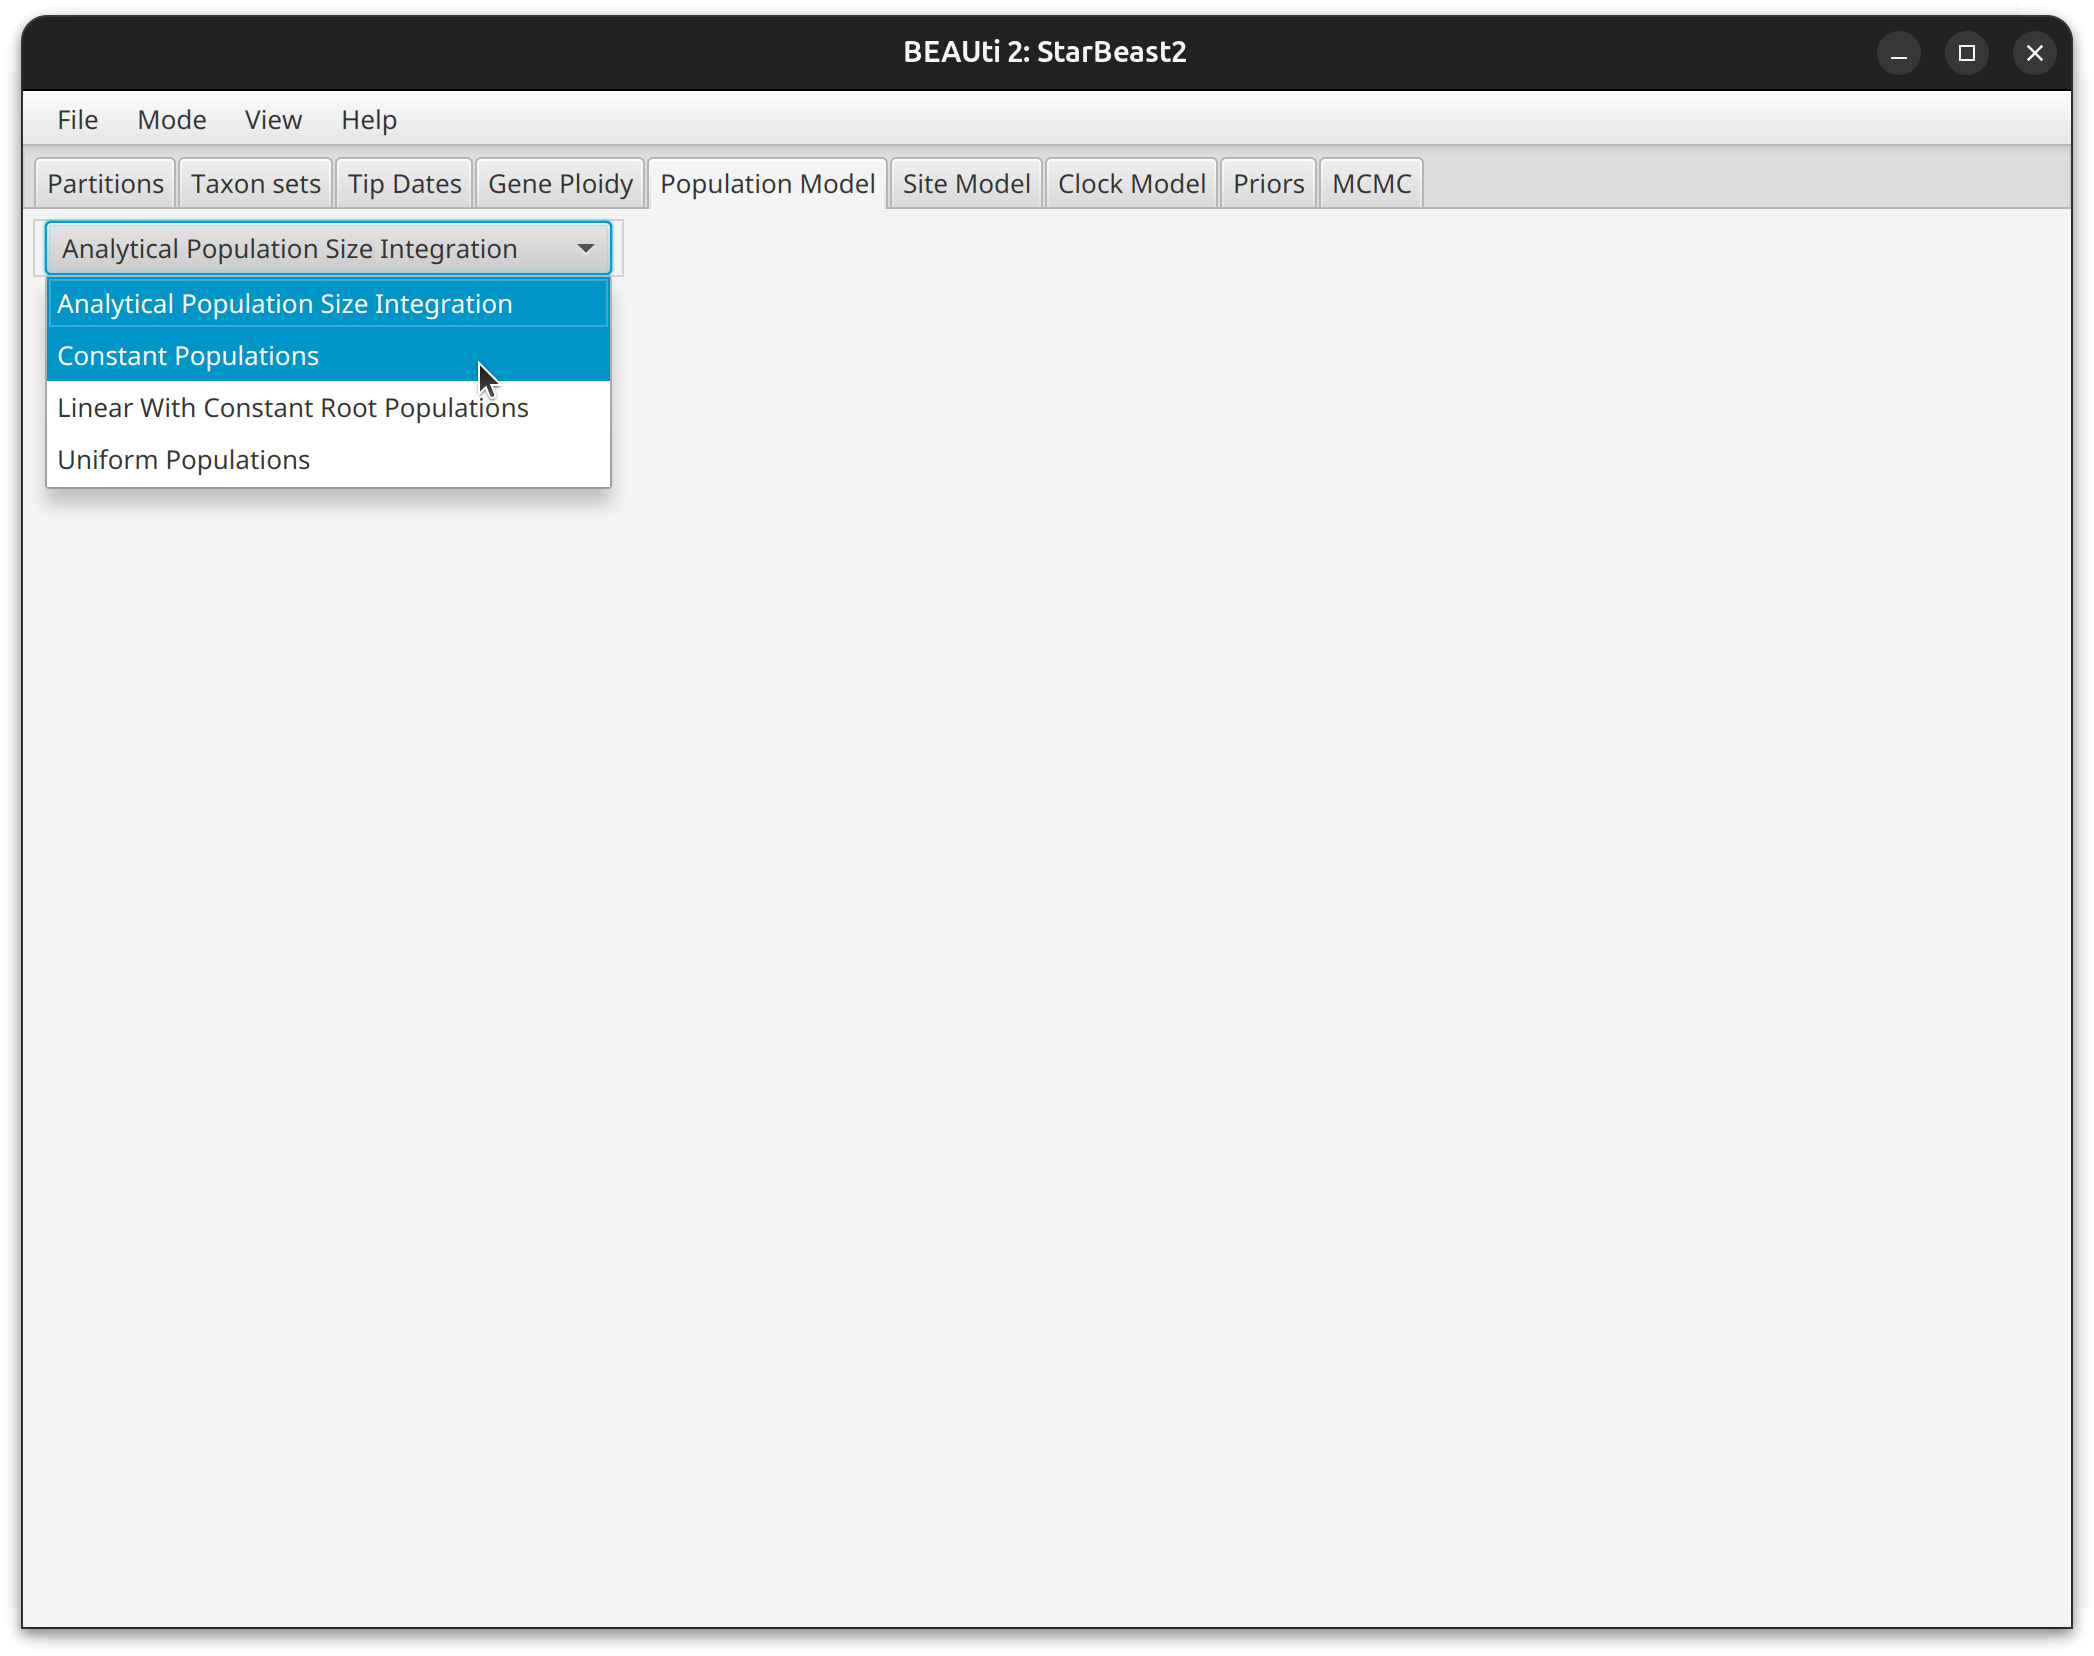 BEAUti 2: StarBeast2
File Mode View Help
Partitions Taxon sets Tip Dates Gene Ploidy Population Model Site Model Clock Model Priors MCMC
Analytical Population Size Integration
Analytical Population Size Integration
Constant Populations
Linear With Constant Root Populations
Uniform Populations